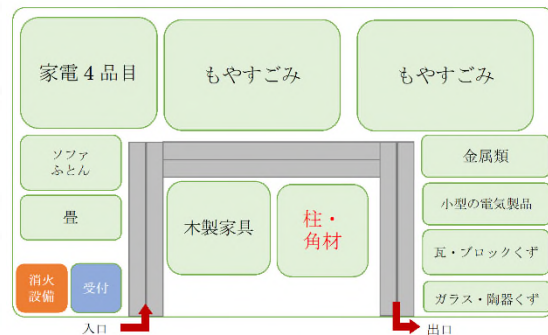 家電４品目
もやすごみ
もやすごみ
ソファ
ふとん
畳
木製家具
柱・
角材
金属類
小型の電気製品
瓦・ブロックくず
ガラス・陶器くず
消火
設備
受付
入口
出口